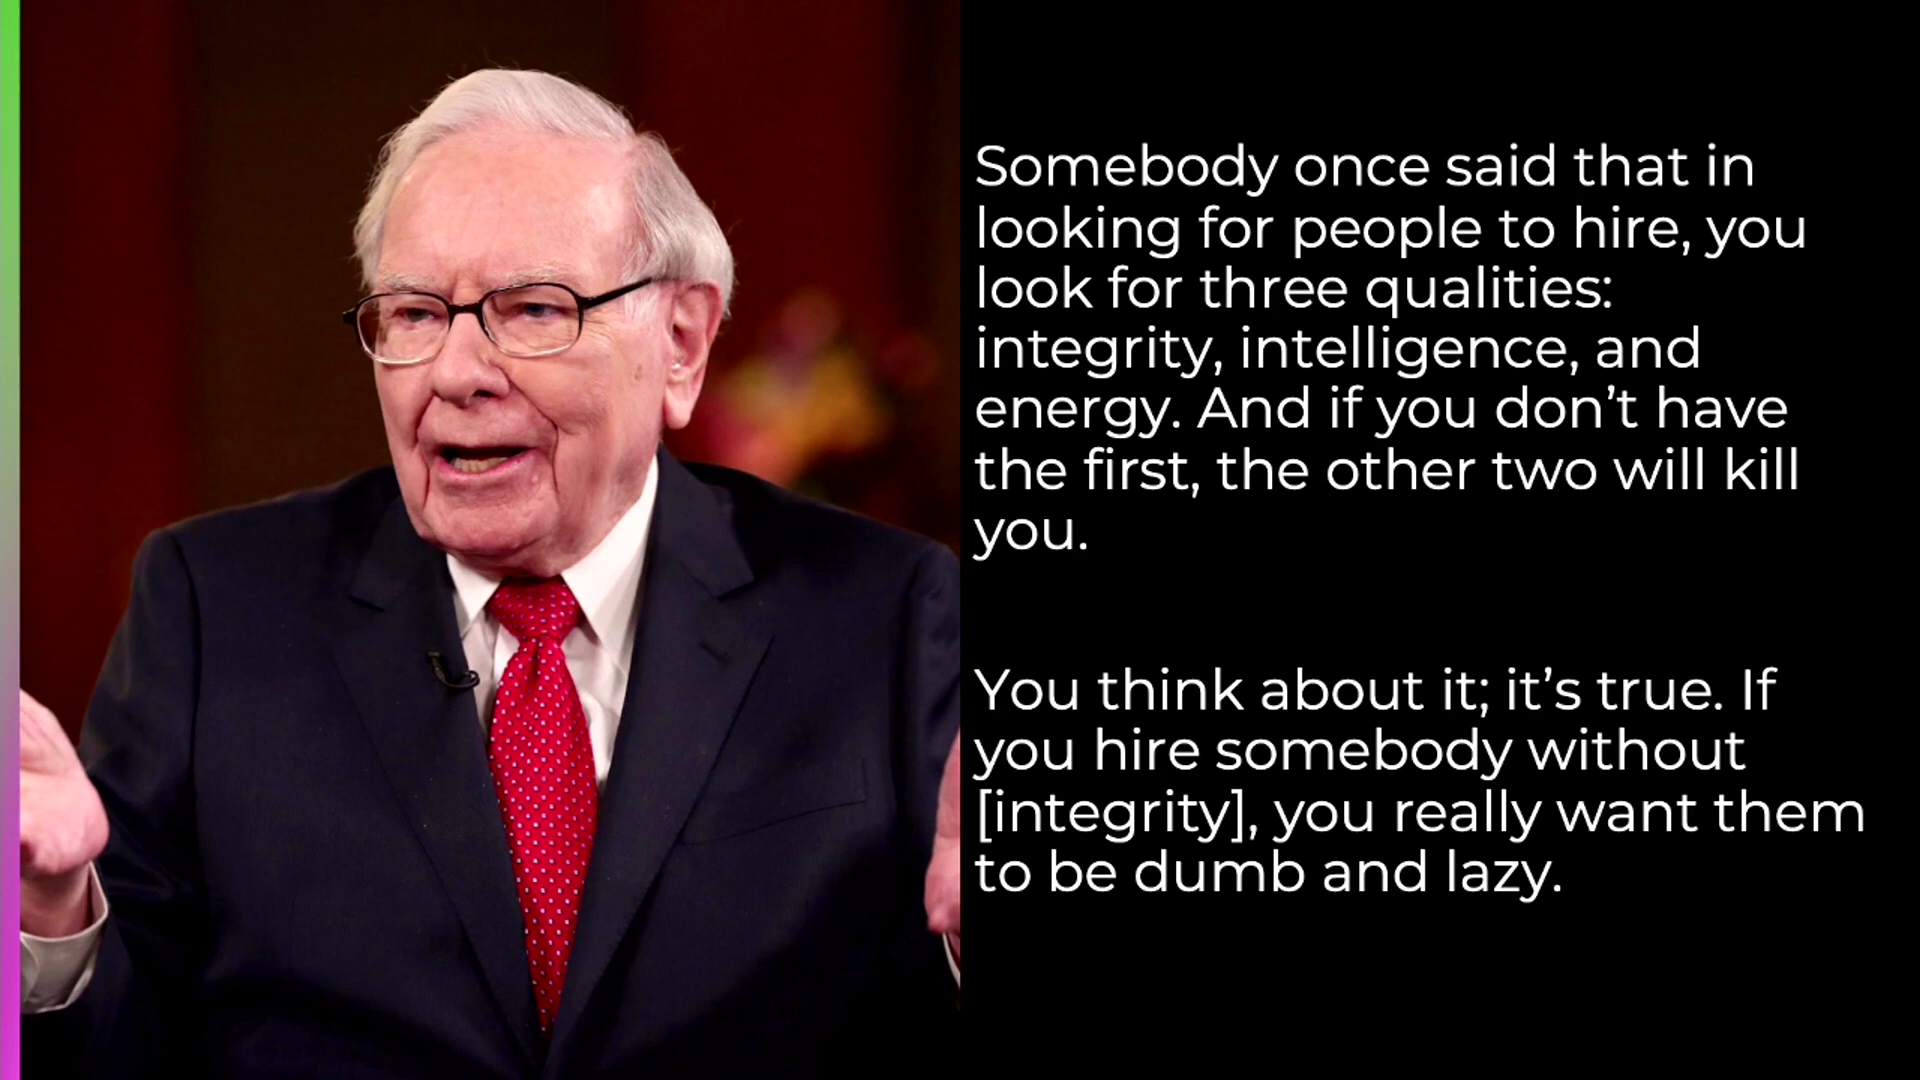 Somebody once said that in
looking for people to hire, you
look for three qualities:
integrity, intelligence, and
energy. And if you don’t have
the first, the other two will kill
you.
You think about it; it’s true. If
you hire somebody without
[integrity], you really want them
to be dumb and lazy.